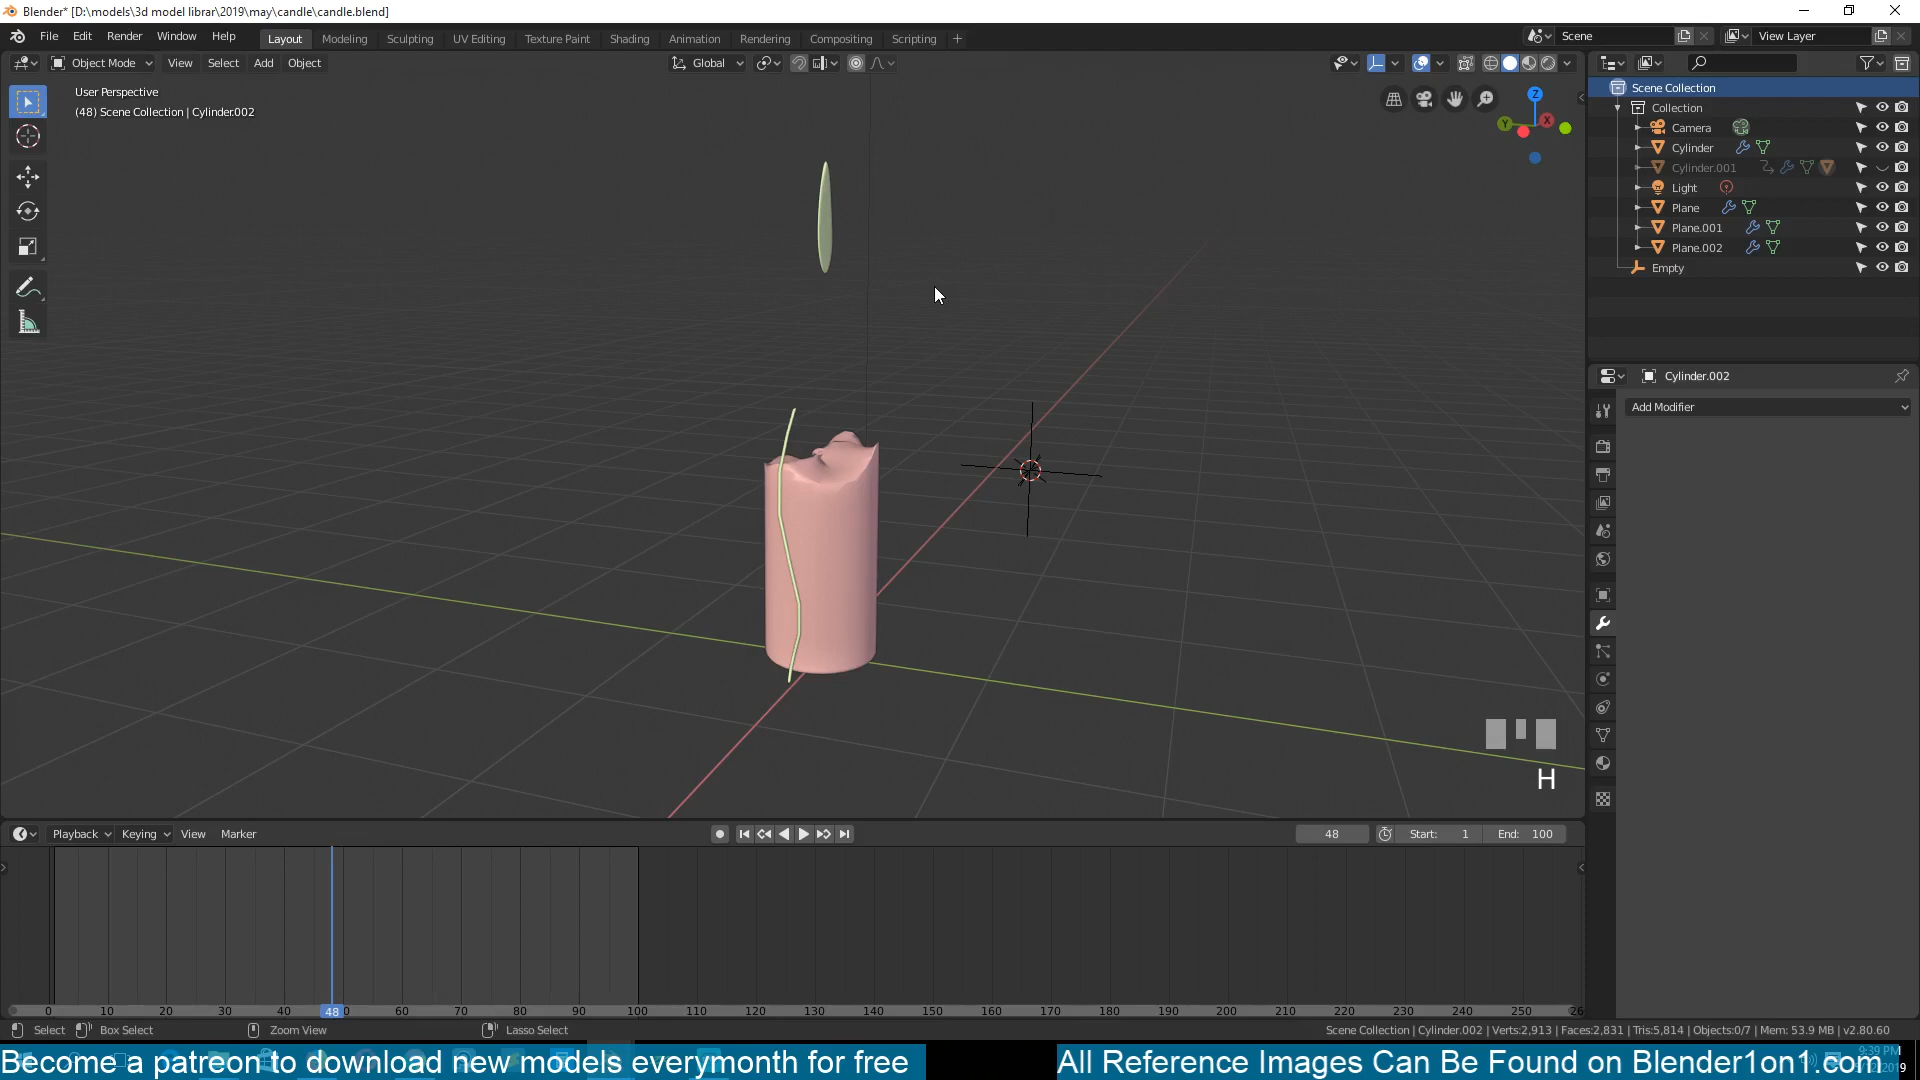 Blender* [D:\models\3d model librar\2019\may\candle\candle.blend]
File Edit Render Window Help Layout Modeling Sculpting UV Editing Texture Paint Shading Animation Rendering Compositing Scripting + Scene View Layer
Object Mode View Select Add Object Global
User Perspective
(48) Scene Collection | Cylinder.002
Z
Y
X
Scene Collection
Collection
Camera
Cylinder
Cylinder.001
Light
Plane
Plane.001
Plane.002
Empty
Cylinder.002
Add Modifier
H
Playback Keying View Marker 48 Start: 1 End: 100
0 10 20 30 40 48 0 60 70 80 90 100 110 120 130 140 150 160 170 180 190 200 210 220 230 240 250 26
Select Box Select Zoom View Lasso Select Scene Collection | Cylinder.002 | Verts:2,913 | Faces:2,831 | Tris:5,814 | Objects:0/7 | Mem: 53.9 MB | v2.80.60
Become a patreon to download new models everymonth for free All Reference Images Can Be Found on Blender1on1.com
9:39 PM